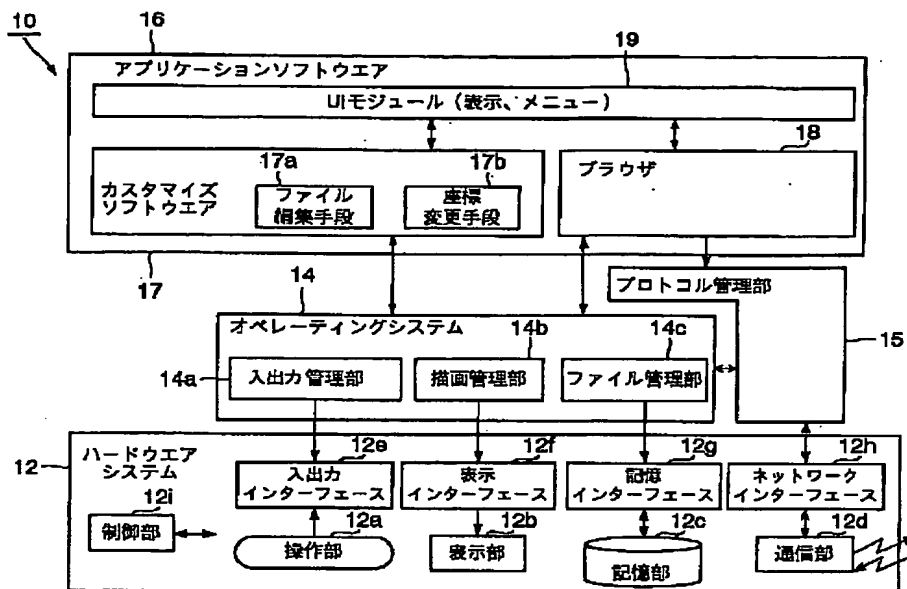 10
16
アプリケーションソフトウエア
19
UIモジュール（表示、メニュー）
カスタマイズ
ソフトウエア
17a
ファイル
編集手段
17b
座標
変更手段
18
ブラウザ
17
プロトコル管理部
15
14
オペレーティングシステム
14a
入出力管理部
14b
描画管理部
14c
ファイル管理部
12
ハードウエア
システム
12i
制御部
12e
入出力
インターフェース
12a
操作部
12f
表示
インターフェース
12b
表示部
12g
記憶
インターフェース
12c
記憶部
12h
ネットワーク
インターフェース
12d
通信部